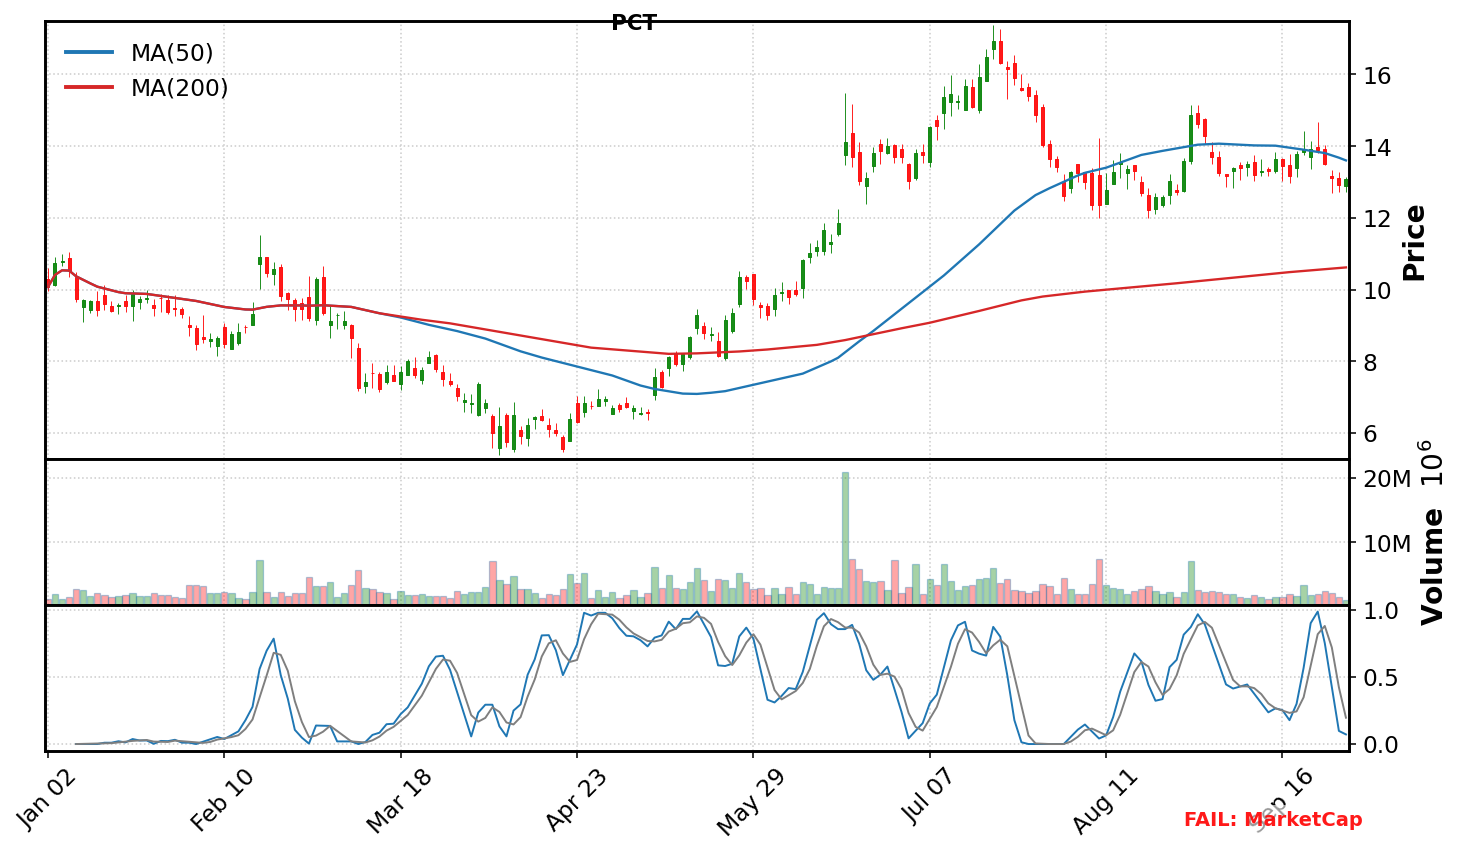 PCT
MA(50)
MA(200)
16
14
12
10
8
6
Price
20M
10M
Volume 10^6
1.0
0.5
0.0
Jan 02
Feb 10
Mar 18
Apr 23
May 29
Jul 07
Aug 11
Sep 16
FAIL: MarketCap